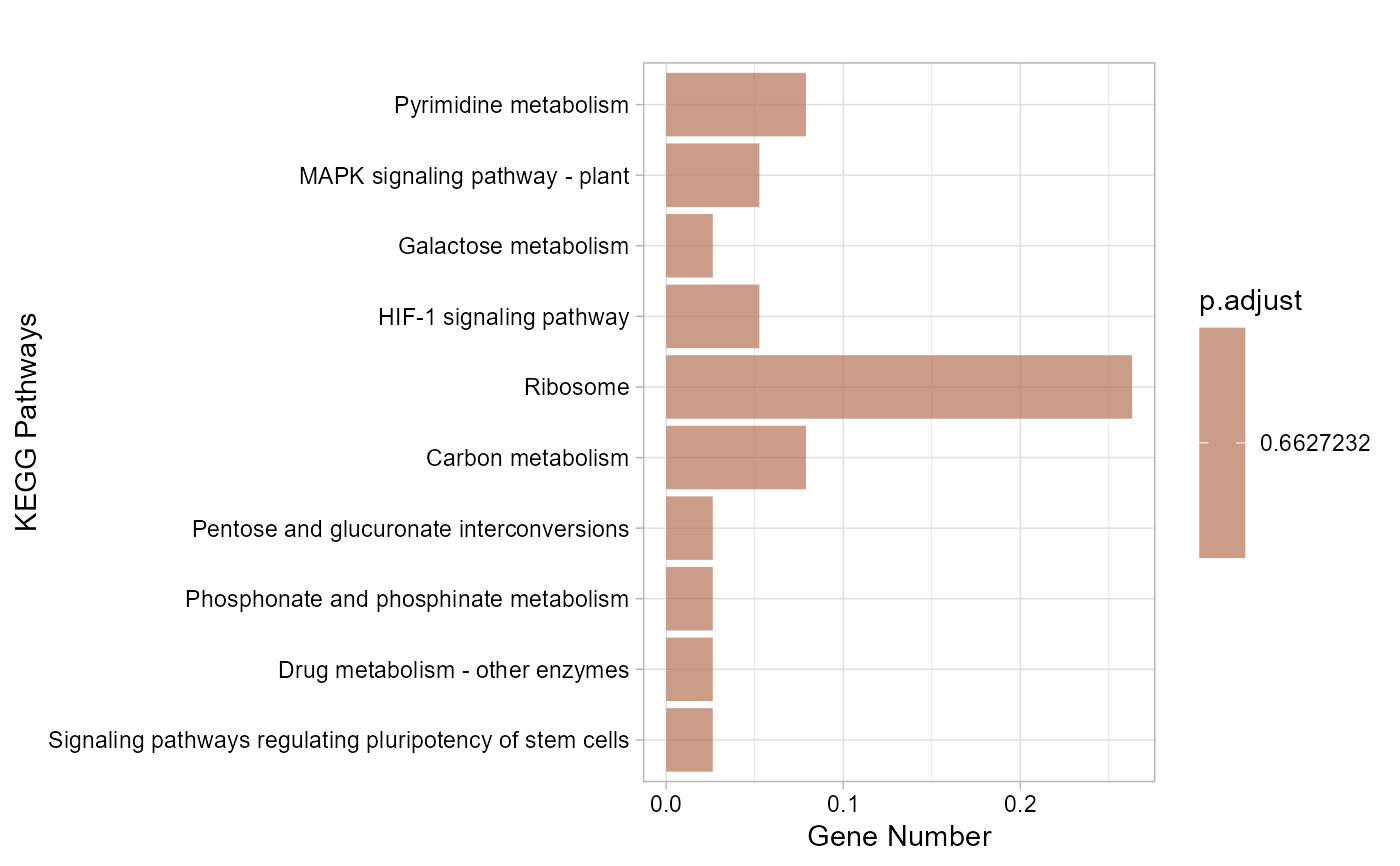 Pyrimidine metabolism
MAPK signaling pathway - plant
Galactose metabolism
HIF-1 signaling pathway
Ribosome
Carbon metabolism
Pentose and glucuronate interconversions
Phosphonate and phosphinate metabolism
Drug metabolism - other enzymes
Signaling pathways regulating pluripotency of stem cells
KEGG Pathways
0.0
0.1
0.2
Gene Number
p.adjust
0.6627232